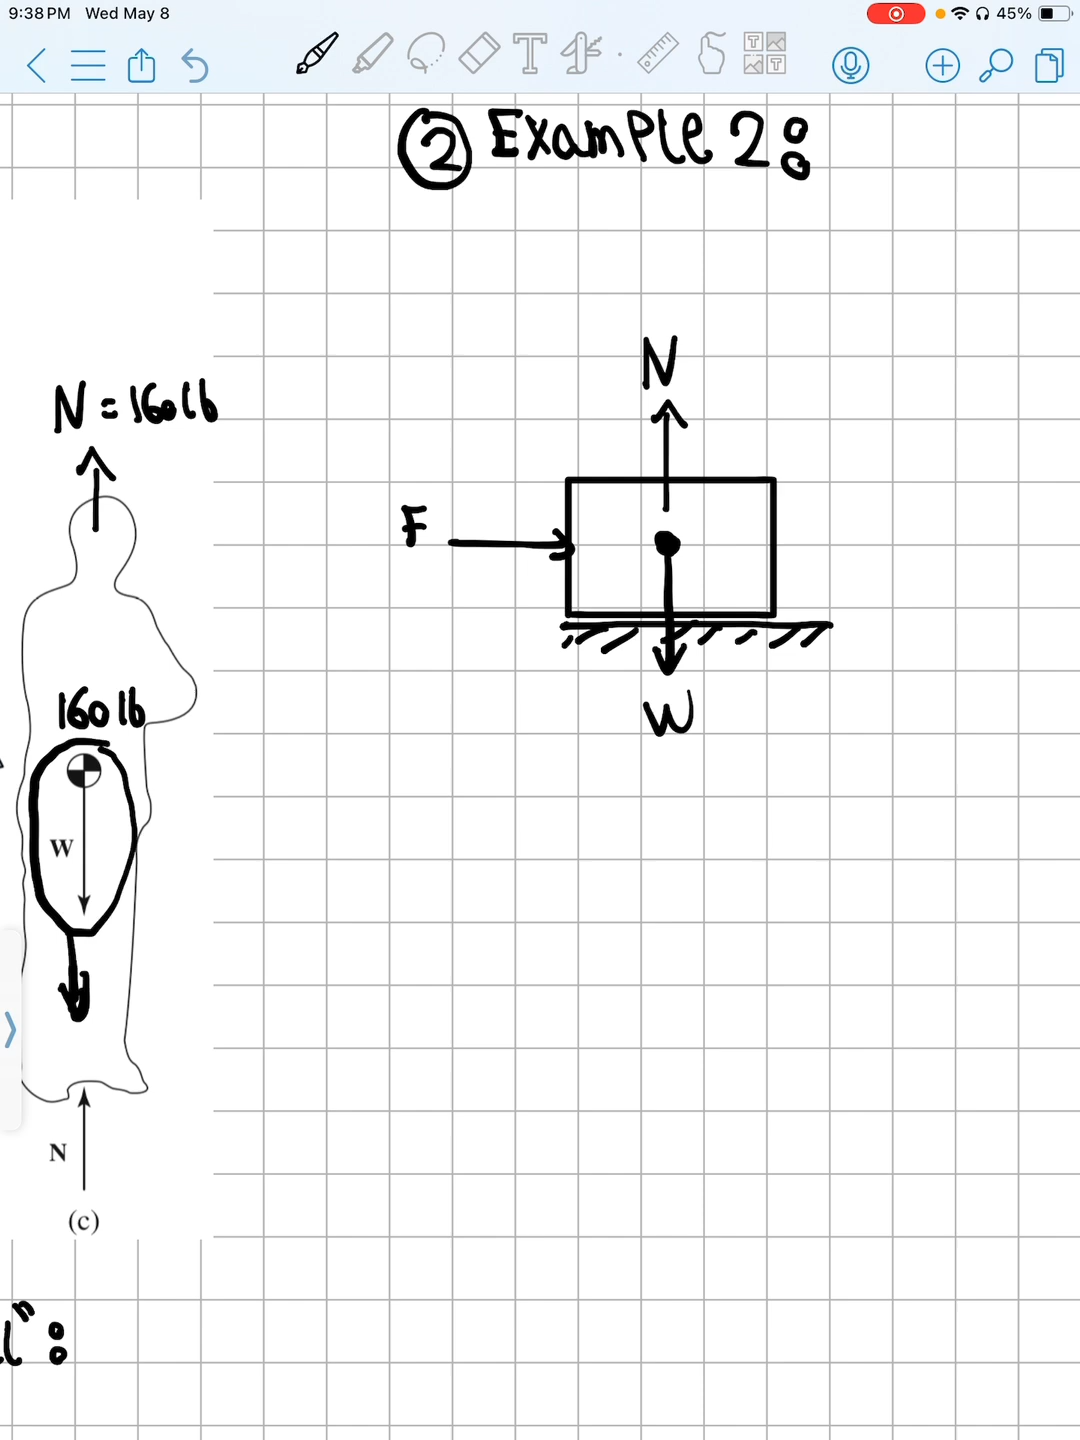 9:38 PM Wed May 8
45%
② Example 2:
N = 160 lb
N
F
160 lb
W
W
N
(c)
l":